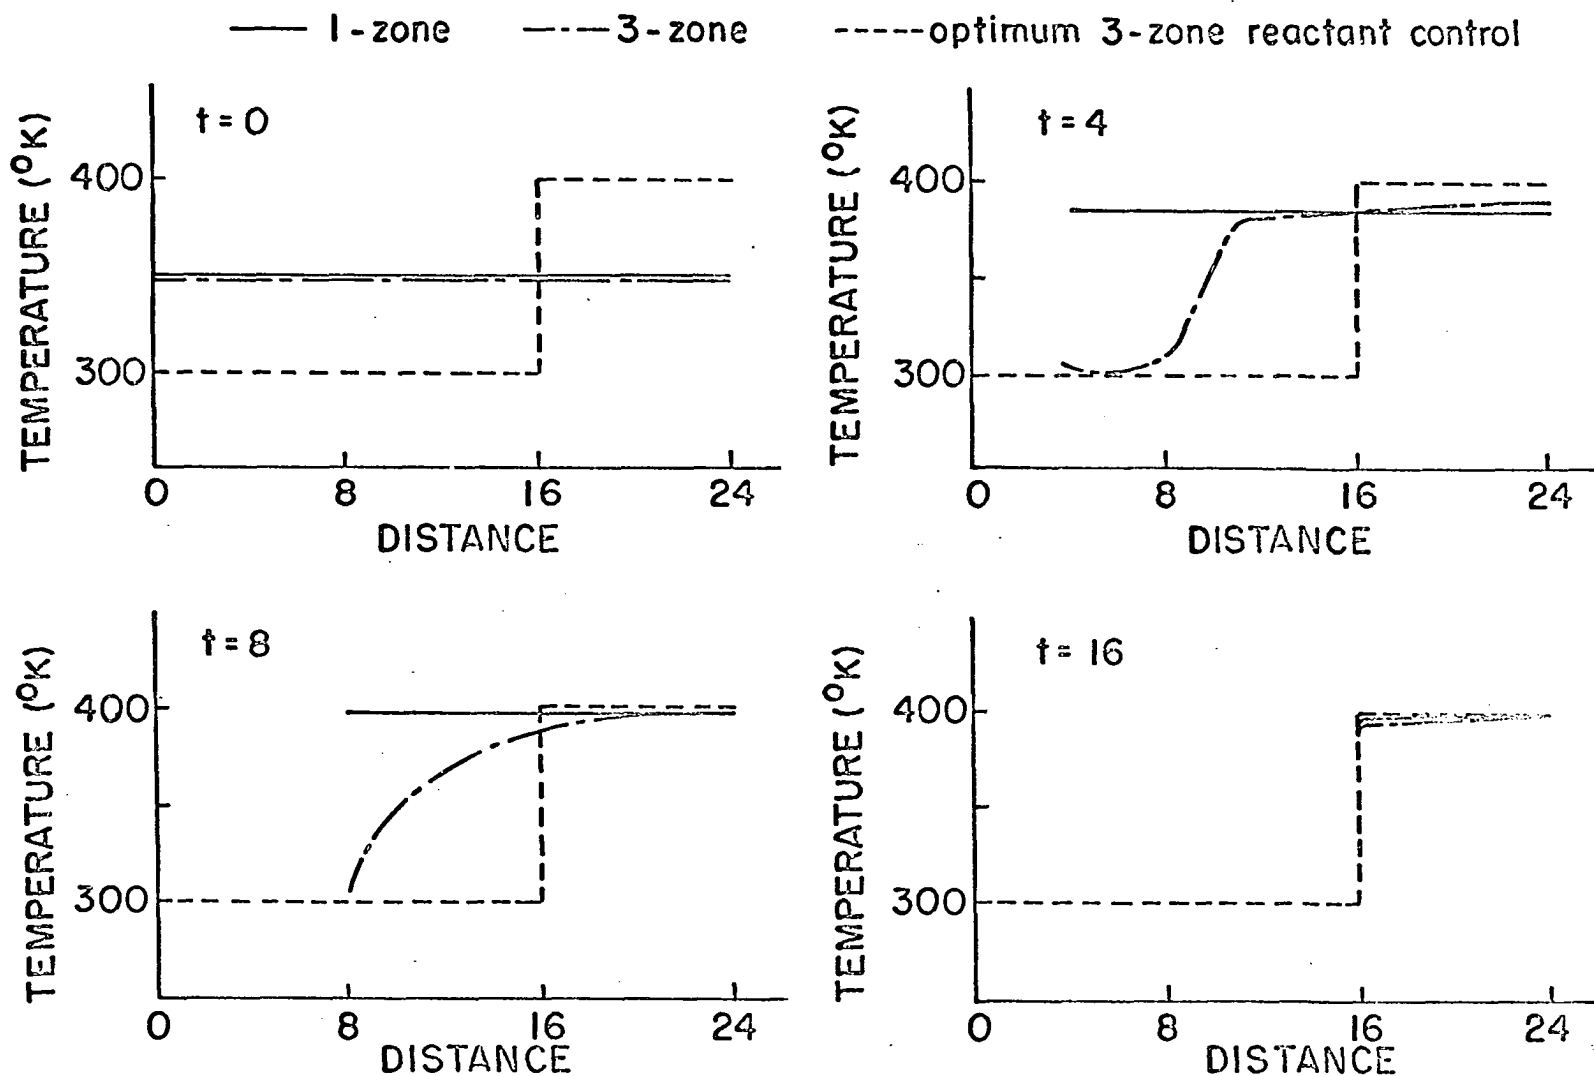 1-zone 3-zone optimum 3-zone reactant control
t = 0
TEMPERATURE (°K)
400
300
0 8 16 24
DISTANCE
t = 4
TEMPERATURE (°K)
400
300
0 8 16 24
DISTANCE
t = 8
TEMPERATURE (°K)
400
300
0 8 16 24
DISTANCE
t = 16
TEMPERATURE (°K)
400
300
0 8 16 24
DISTANCE